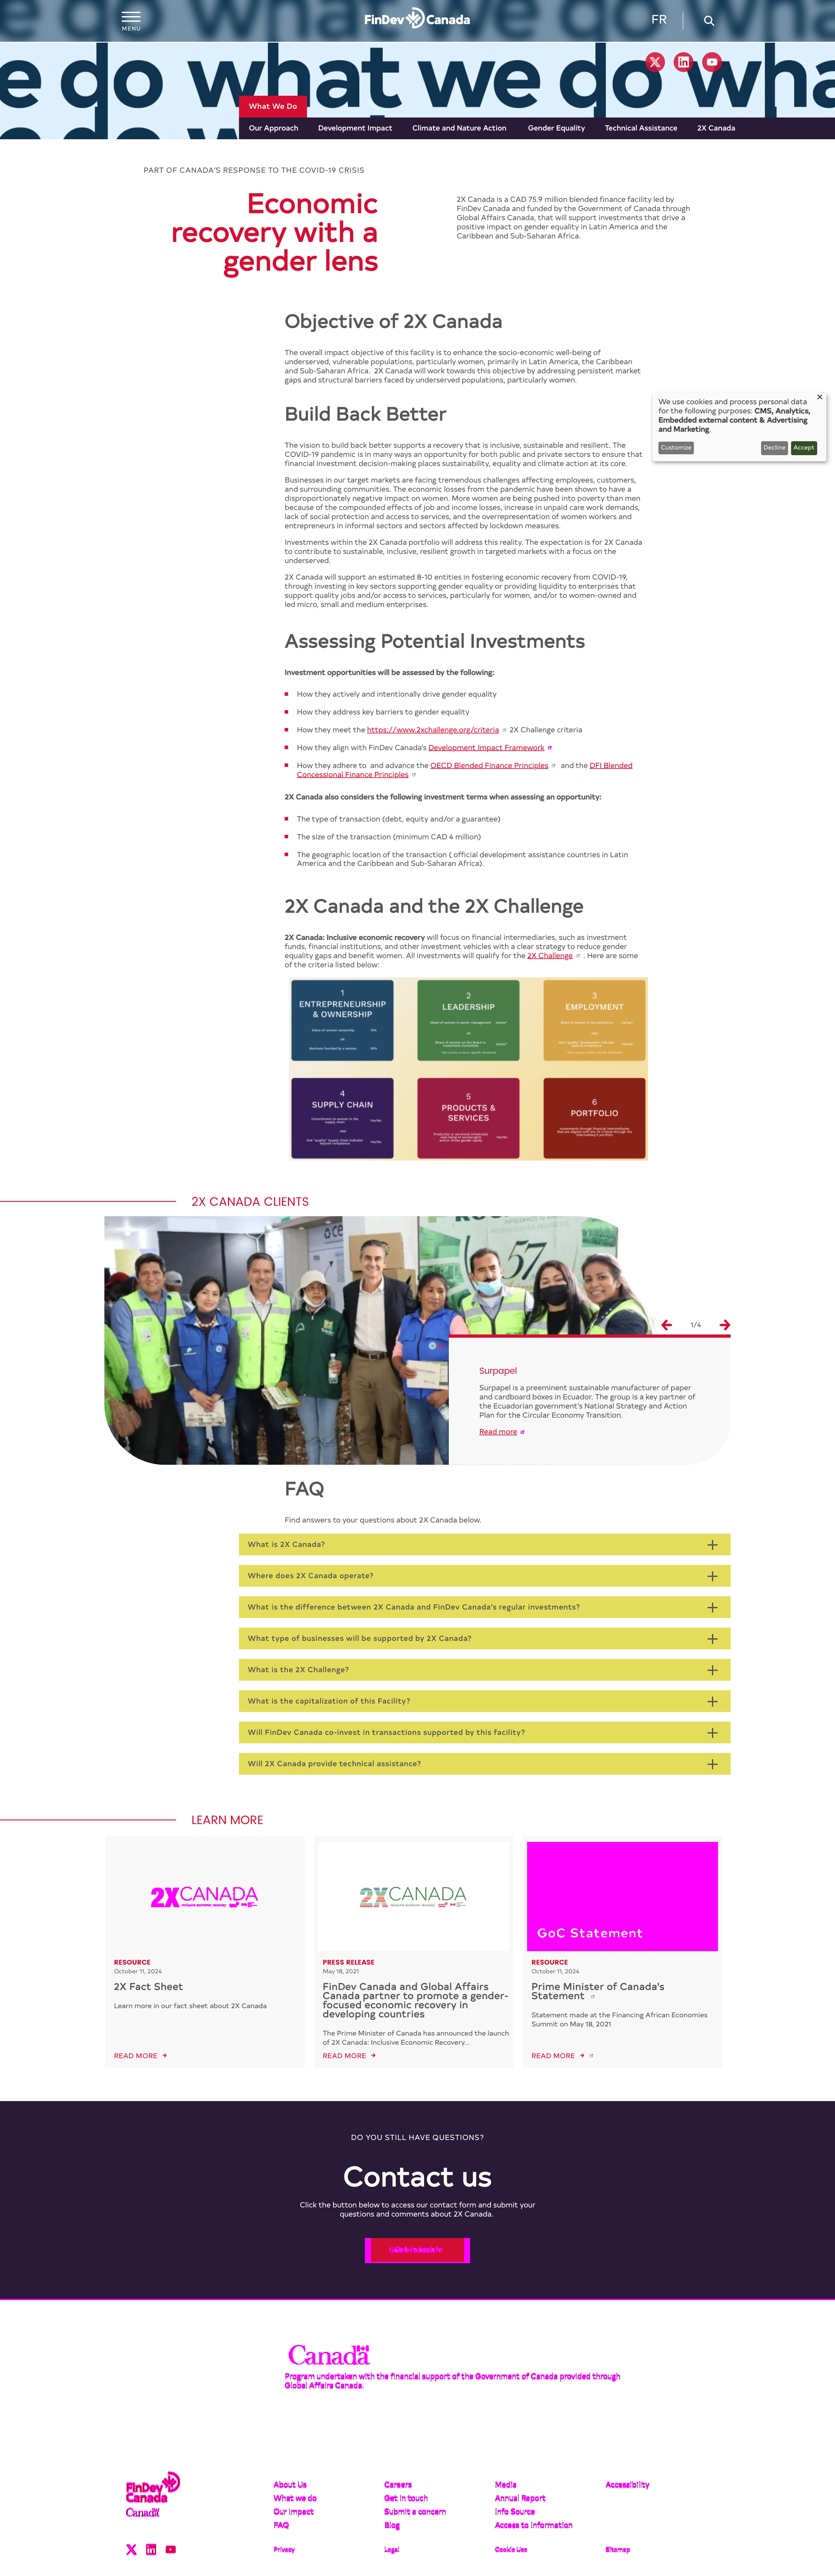 MENU
FinDev Canada
FR
e do what we do what we do what we do wha
What We Do
Our Approach
Development Impact
Climate and Nature Action
Gender Equality
Technical Assistance
2X Canada
PART OF CANADA'S RESPONSE TO THE COVID-19 CRISIS
Economic
recovery with a
gender lens
2X Canada is a CAD 75.9 million blended finance facility led by
FinDev Canada and funded by the Government of Canada through
Global Affairs Canada, that will support investments that drive a
positive impact on gender equality in Latin America and the
Caribbean and Sub-Saharan Africa.
Objective of 2X Canada
The overall impact objective of this facility is to enhance the socio-economic well-being of
underserved, vulnerable populations, particularly women, primarily in Latin America, the Caribbean
and Sub-Saharan Africa. 2X Canada will work towards this objective by addressing persistent market
gaps and structural barriers faced by underserved populations, particularly women.
We use cookies and process personal data
for the following purposes: CMS, Analytics,
Embedded external content & Advertising
and Marketing.
Customize
Decline
Accept
Build Back Better
The vision to build back better supports a recovery that is inclusive, sustainable and resilient. The
COVID-19 pandemic is in many ways an opportunity for both public and private sectors to ensure that
financial investment decision-making places sustainability, equality and climate action at its core.
Businesses in our target markets are facing tremendous challenges affecting employees, customers,
and surrounding communities. The economic losses from the pandemic have been shown to have a
disproportionately negative impact on women. More women are being pushed into poverty than men
because of the compounded effects of job and income losses, increase in unpaid care work demands,
lack of social protection and access to services, and the overrepresentation of women workers and
entrepreneurs in informal sectors and sectors affected by lockdown measures.
Investments within the 2X Canada portfolio will address this reality. The expectation is for 2X Canada
to contribute to sustainable, inclusive, resilient growth in targeted markets with a focus on the
underserved.
2X Canada will support an estimated 8-10 entities in fostering economic recovery from COVID-19,
through investing in key sectors supporting gender equality or providing liquidity to enterprises that
support quality jobs and/or access to services, particularly for women, and/or to women-owned and
led micro, small and medium enterprises.
Assessing Potential Investments
Investment opportunities will be assessed by the following:
How they actively and intentionally drive gender equality
How they address key barriers to gender equality
How they meet the https://www.2xchallenge.org/criteria 2X Challenge criteria
How they align with FinDev Canada's Development Impact Framework
How they adhere to and advance the OECD Blended Finance Principles and the DFI Blended
Concessional Finance Principles
2X Canada also considers the following investment terms when assessing an opportunity:
The type of transaction (debt, equity and/or a guarantee)
The size of the transaction (minimum CAD 4 million)
The geographic location of the transaction ( official development assistance countries in Latin
America and the Caribbean and Sub-Saharan Africa).
2X Canada and the 2X Challenge
2X Canada: Inclusive economic recovery will focus on financial intermediaries, such as investment
funds, financial institutions, and other investment vehicles with a clear strategy to reduce gender
equality gaps and benefit women. All investments will qualify for the 2X Challenge . Here are some
of the criteria listed below:
1
ENTREPRENEURSHIP
& OWNERSHIP
2
LEADERSHIP
3
EMPLOYMENT
4
SUPPLY CHAIN
5
PRODUCTS &
SERVICES
6
PORTFOLIO
2X CANADA CLIENTS
57
1/4
Surpapel
Surpapel is a preeminent sustainable manufacturer of paper
and cardboard boxes in Ecuador. The group is a key partner of
the Ecuadorian government's National Strategy and Action
Plan for the Circular Economy Transition.
Read more
FAQ
Find answers to your questions about 2X Canada below.
What is 2X Canada?
Where does 2X Canada operate?
What is the difference between 2X Canada and FinDev Canada's regular investments?
What type of businesses will be supported by 2X Canada?
What is the 2X Challenge?
What is the capitalization of this Facility?
Will FinDev Canada co-invest in transactions supported by this facility?
Will 2X Canada provide technical assistance?
LEARN MORE
2XCANADA
RESOURCE
October 11, 2024
2X Fact Sheet
Learn more in our fact sheet about 2X Canada
READ MORE
2XCANADA
PRESS RELEASE
May 18, 2021
FinDev Canada and Global Affairs
Canada partner to promote a gender-
focused economic recovery in
developing countries
The Prime Minister of Canada has announced the launch
of 2X Canada: Inclusive Economic Recovery...
READ MORE
GoC Statement
RESOURCE
October 11, 2024
Prime Minister of Canada's
Statement
Statement made at the Financing African Economies
Summit on May 18, 2021
READ MORE
DO YOU STILL HAVE QUESTIONS?
Contact us
Click the button below to access our contact form and submit your
questions and comments about 2X Canada.
Canada
Program undertaken with the financial support of the Government of Canada provided through
Global Affairs Canada.
FinDev
Canada
Canada
About Us
What we do
Our impact
FAQ
Careers
Get in touch
Submit a concern
Blog
Media
Annual Report
Info Source
Access to information
Accessibility
Privacy
Legal
Cookie Use
Sitemap